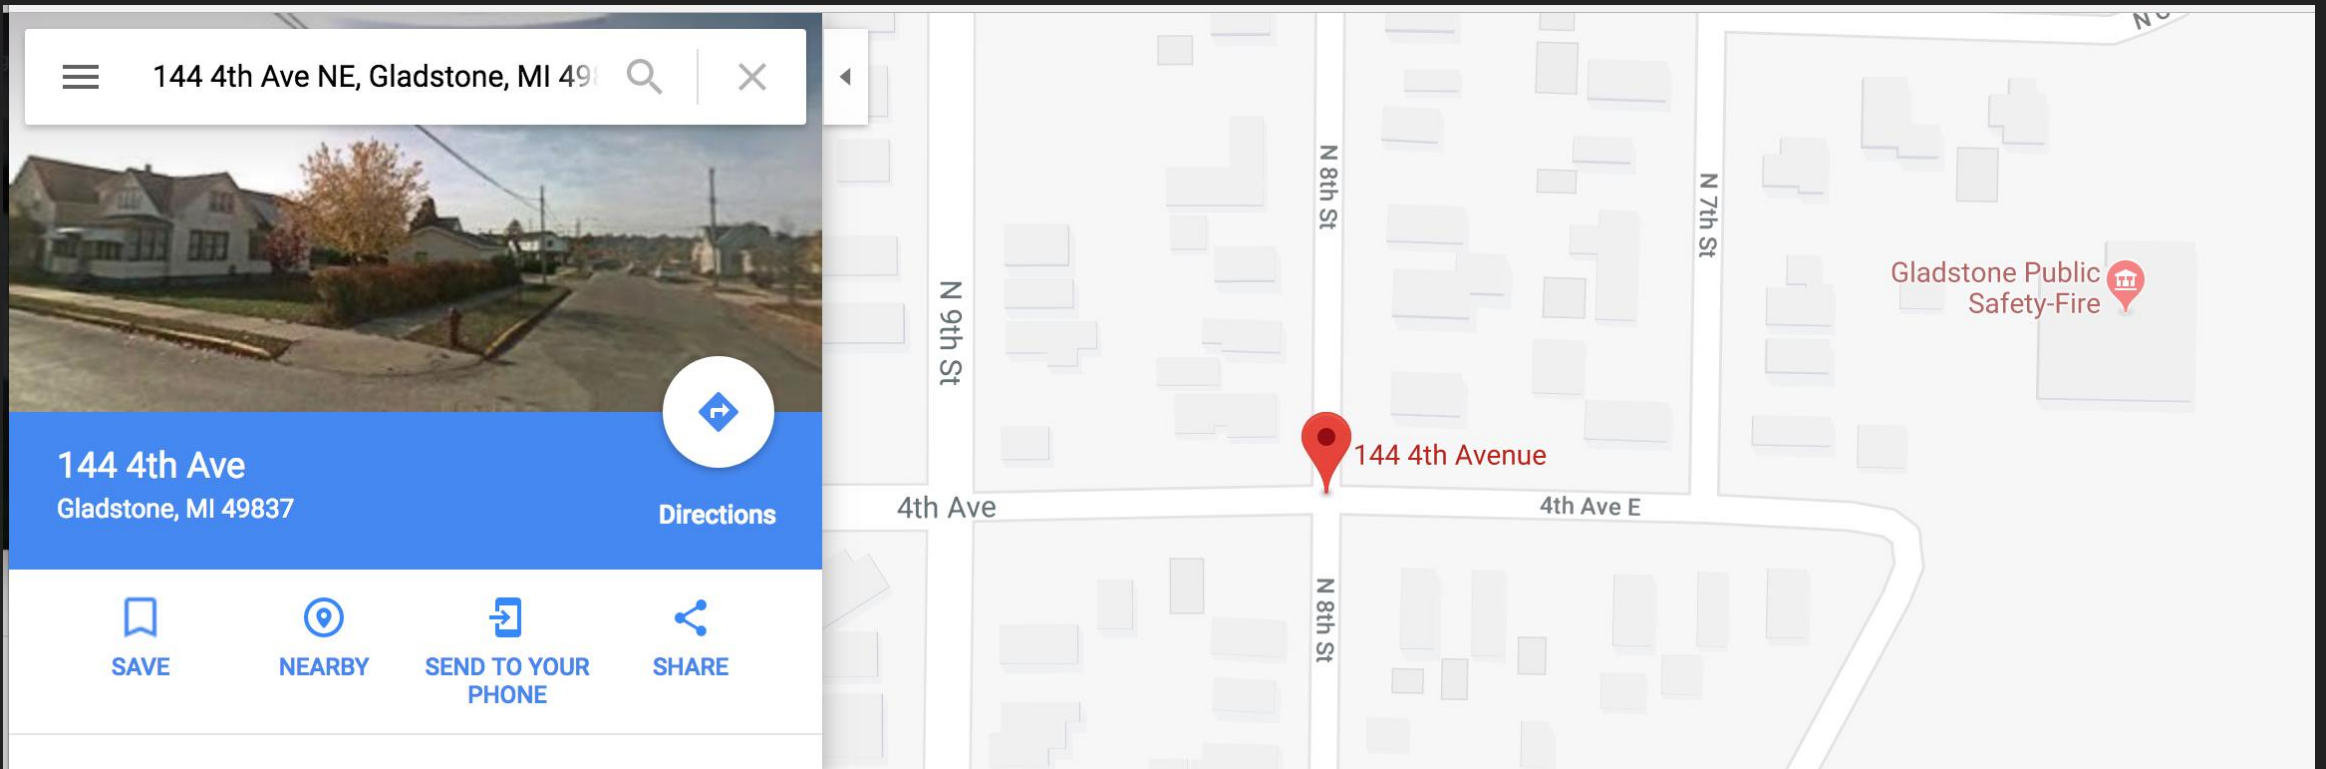 144 4th Ave NE, Gladstone, MI 49
144 4th Ave
Gladstone, MI 49837
Directions
SAVE
NEARBY
SEND TO YOUR
PHONE
SHARE
N 9th St
N 8th St
N 7th St
Gladstone Public
Safety-Fire
144 4th Avenue
4th Ave
4th Ave E
N 8th St